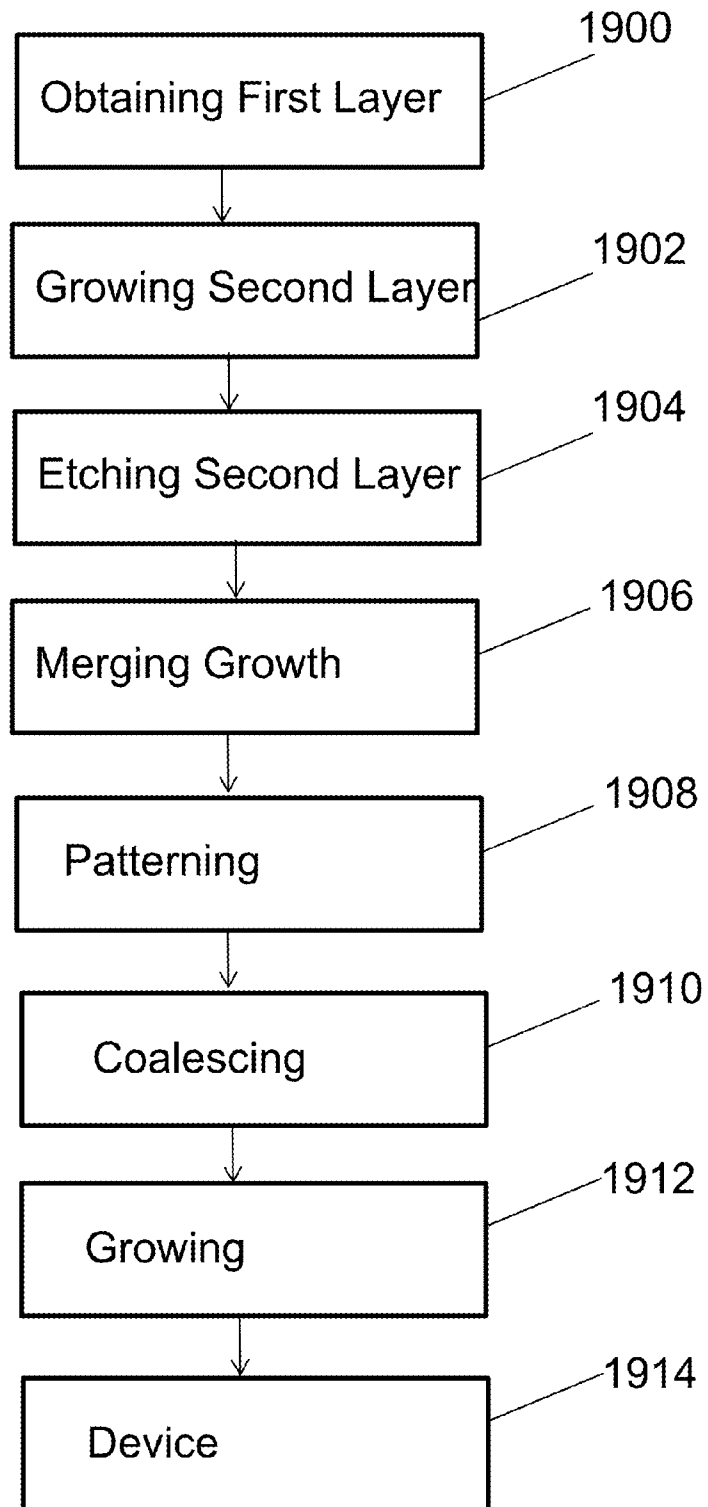 1900
Obtaining First Layer
1902
Growing Second Layer
1904
Etching Second Layer
1906
Merging Growth
1908
Patterning
1910
Coalescing
1912
Growing
1914
Device